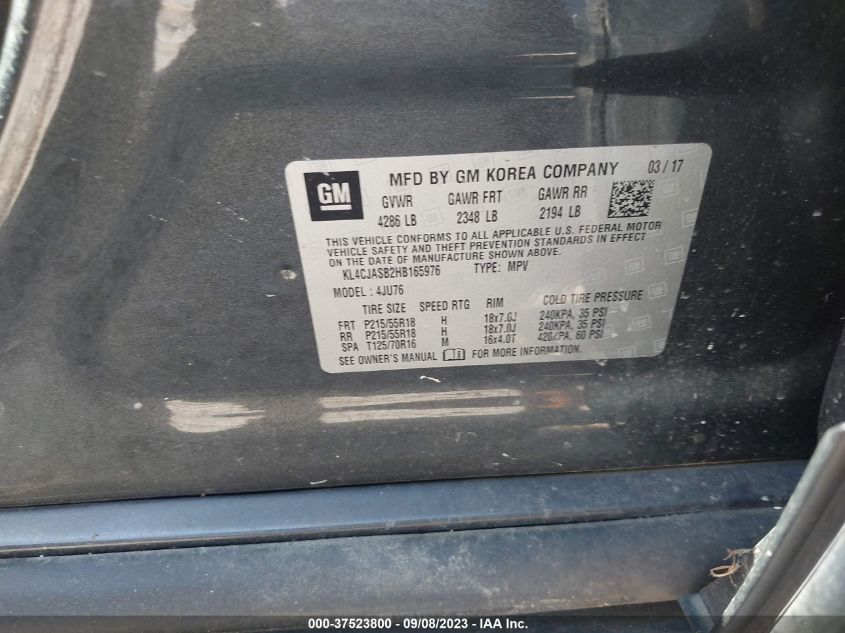 GM
MFD BY GM KOREA COMPANY 03 / 17
GVWR GAWR FRT GAWR RR
4286 LB 2348 LB 2194 LB
THIS VEHICLE CONFORMS TO ALL APPLICABLE U.S. FEDERAL MOTOR
VEHICLE SAFETY AND THEFT PREVENTION STANDARDS IN EFFECT
ON THE DATE OF MANUFACTURE SHOWN ABOVE.
KL4CJASB2HB165976 TYPE: MPV
MODEL : 4JU76
TIRE SIZE SPEED RTG RIM COLD TIRE PRESSURE
FRT P215/55R18 H 18x7.0J 240KPA, 35 PSI
RR P215/55R18 H 18x7.0J 240KPA, 35 PSI
SPA T125/70R16 M 16x4.0T 420KPA, 60 PSI
SEE OWNER'S MANUAL FOR MORE INFORMATION.
000-37523800 - 09/08/2023 - IAAI.com